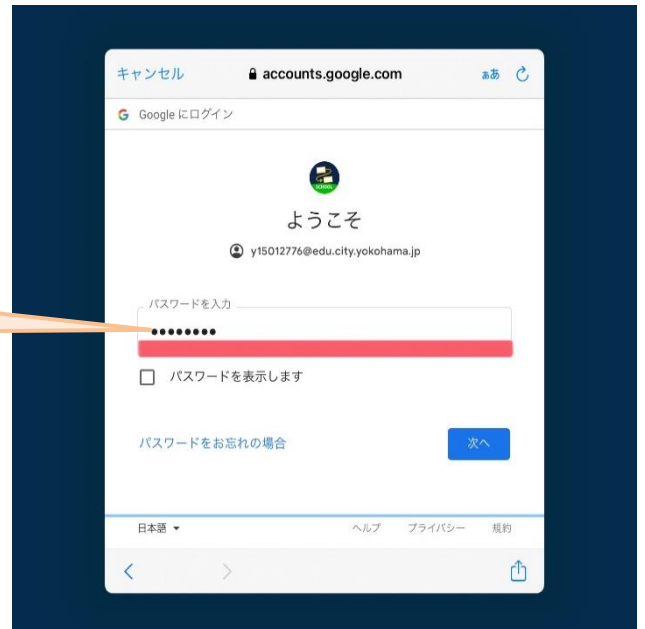 キャンセル accounts.google.com ぁあ
G Google にログイン
SCHOOL
ようこそ
y15012776@edu.city.yokohama.jp
パスワードを入力
••••••••
パスワードを表示します
パスワードをお忘れの場合 次へ
日本語 ヘルプ プライバシー 規約